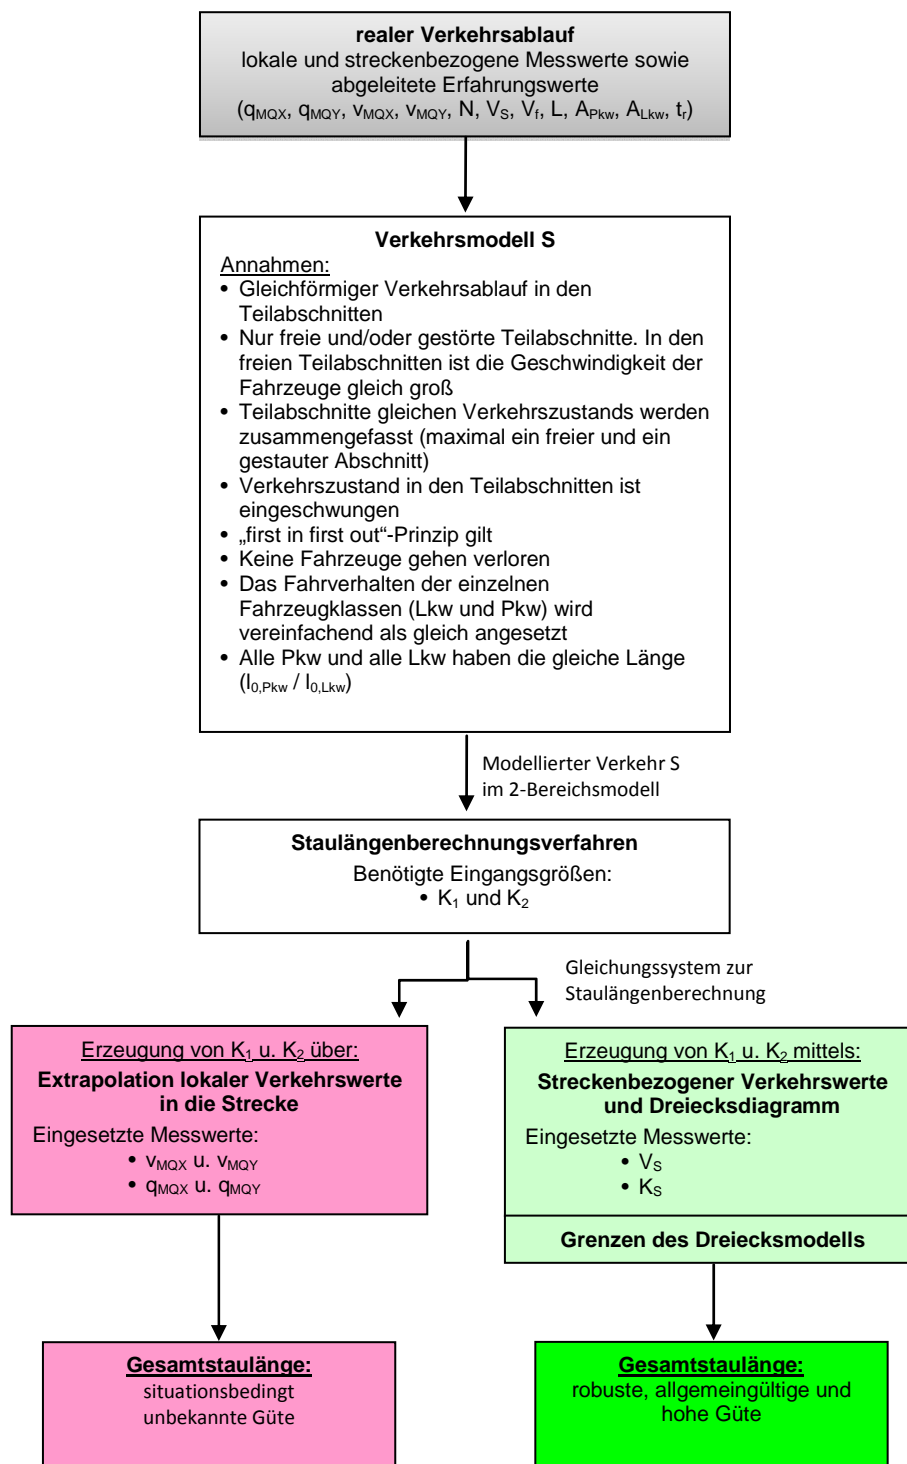 realer Verkehrsablauf
lokale und streckenbezogene Messwerte sowie
abgeleitete Erfahrungswerte
(qMQX, qMQY, vMQX, vMQY, N, VS, Vf, L, APkw, ALkw, tr)
Verkehrsmodell S
Annahmen:
• Gleichförmiger Verkehrsablauf in den
Teilabschnitten
• Nur freie und/oder gestörte Teilabschnitte. In den
freien Teilabschnitten ist die Geschwindigkeit der
Fahrzeuge gleich groß
• Teilabschnitte gleichen Verkehrszustands werden
zusammengefasst (maximal ein freier und ein
gestauter Abschnitt)
• Verkehrszustand in den Teilabschnitten ist
eingeschwungen
• „first in first out“-Prinzip gilt
• Keine Fahrzeuge gehen verloren
• Das Fahrverhalten der einzelnen
Fahrzeugklassen (Lkw und Pkw) wird
vereinfachend als gleich angesetzt
• Alle Pkw und alle Lkw haben die gleiche Länge
(l0,Pkw / l0,Lkw)
Modellierter Verkehr S
im 2-Bereichsmodell
Staulängenberechnungsverfahren
Benötigte Eingangsgrößen:
• K1 und K2
Gleichungssystem zur
Staulängenberechnung
Erzeugung von K1 u. K2 über:
Extrapolation lokaler Verkehrswerte
in die Strecke
Eingesetzte Messwerte:
• vMQX u. vMQY
• qMQX u. qMQY
Erzeugung von K1 u. K2 mittels:
Streckenbezogener Verkehrswerte
und Dreiecksdiagramm
Eingesetzte Messwerte:
• VS
• KS
Grenzen des Dreiecksmodells
Gesamtstaulänge:
situationsbedingt
unbekannte Güte
Gesamtstaulänge:
robuste, allgemeingültige und
hohe Güte